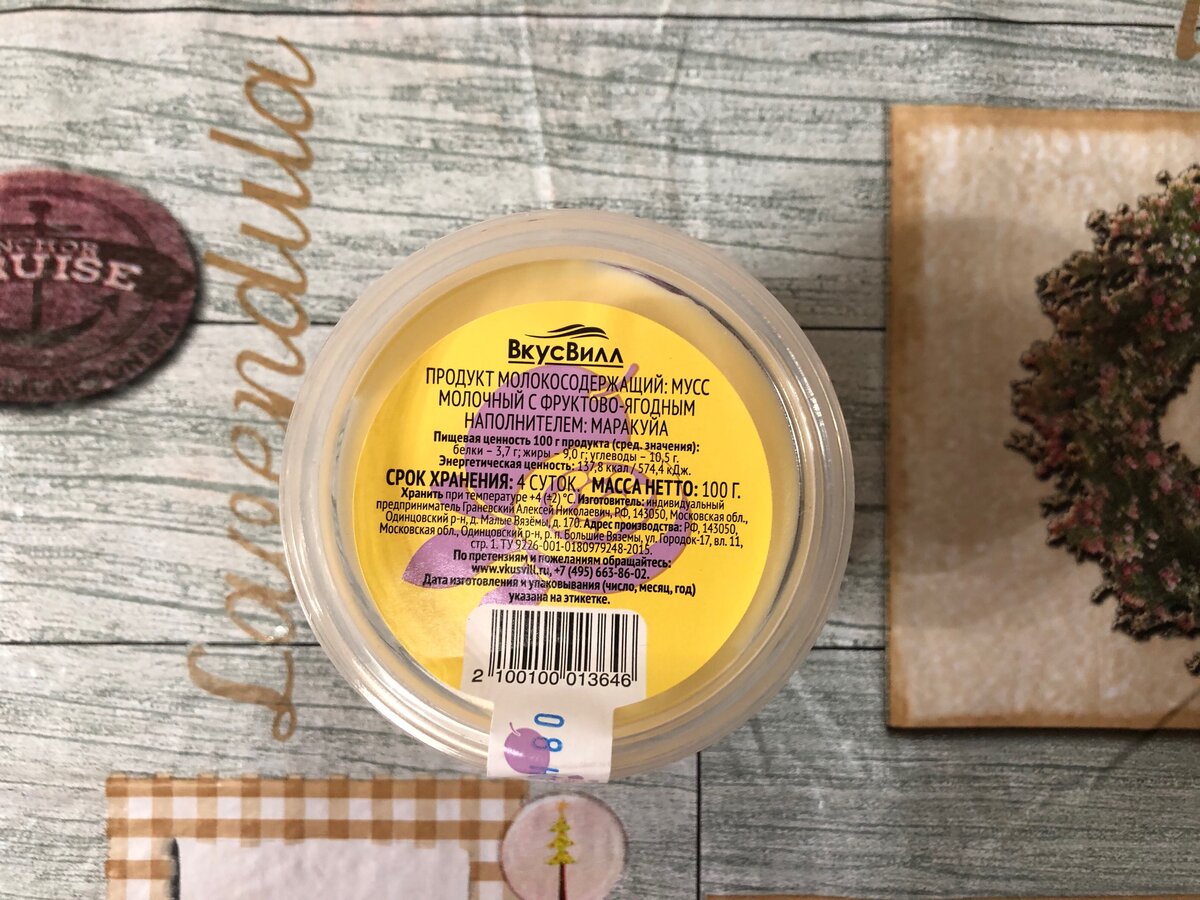 Lavendula
ANCHOR
CRUISE
ВкусВилл
ПРОДУКТ МОЛОКОСОДЕРЖАЩИЙ: МУСС
МОЛОЧНЫЙ С ФРУКТОВО-ЯГОДНЫМ
НАПОЛНИТЕЛЕМ: МАРАКУЙА
Пищевая ценность 100 г продукта (сред. значения):
белки – 3,7 г; жиры – 9,0 г; углеводы – 10,5 г.
Энергетическая ценность: 137,8 ккал / 574,4 кДж.
СРОК ХРАНЕНИЯ: 4 СУТОК. МАССА НЕТТО: 100 Г.
Хранить при температуре +4 (±2) °С. Изготовитель: индивидуальный
предприниматель Граневский Алексей Николаевич, РФ, 143050, Московская обл.,
Одинцовский р-н, д. Малые Вязёмы, д. 170. Адрес производства: РФ, 143050,
Московская обл., Одинцовский р-н, р. п. Большие Вяземы, ул. Городок-17, вл. 11,
стр. 1. ТУ 9226-001-0180979248-2015.
По претензиям и пожеланиям обращайтесь:
www.vkusvill.ru, +7 (495) 663-86-02.
Дата изготовления и упаковывания (число, месяц, год)
указана на этикетке.
2 100100 013646